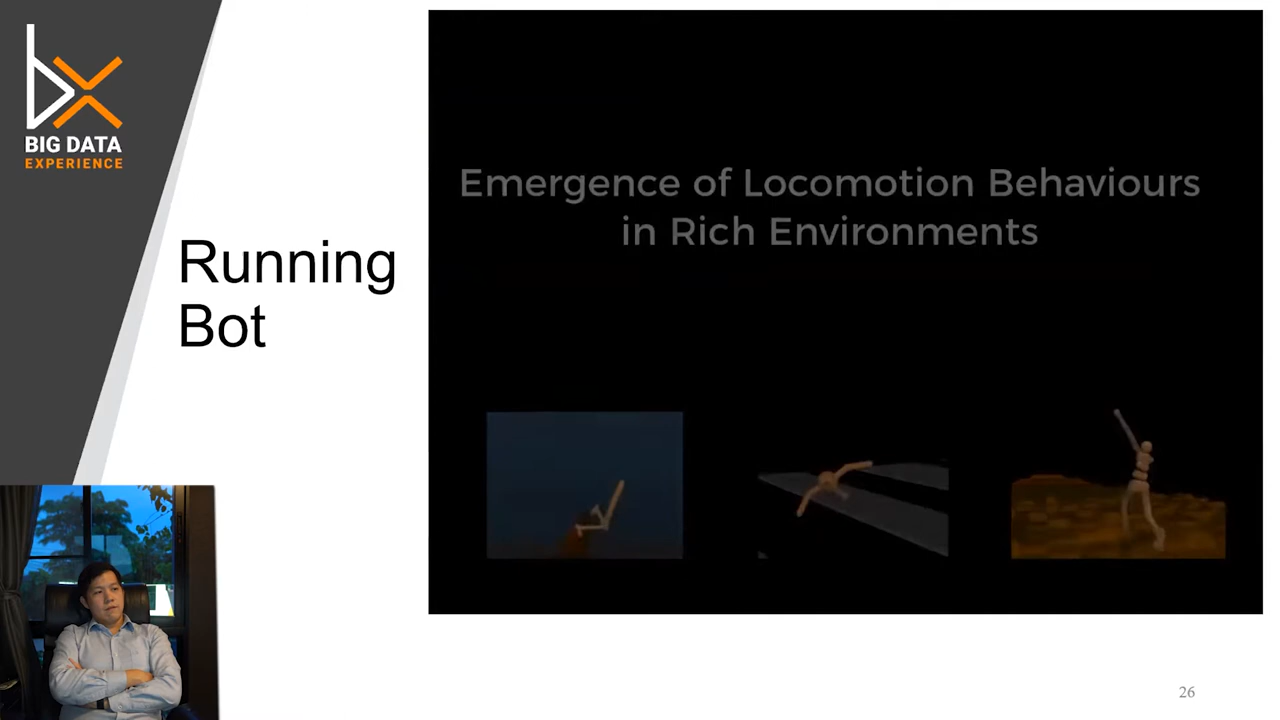 BIG DATA
EXPERIENCE
Running
Bot
Emergence of Locomotion Behaviours
in Rich Environments
26